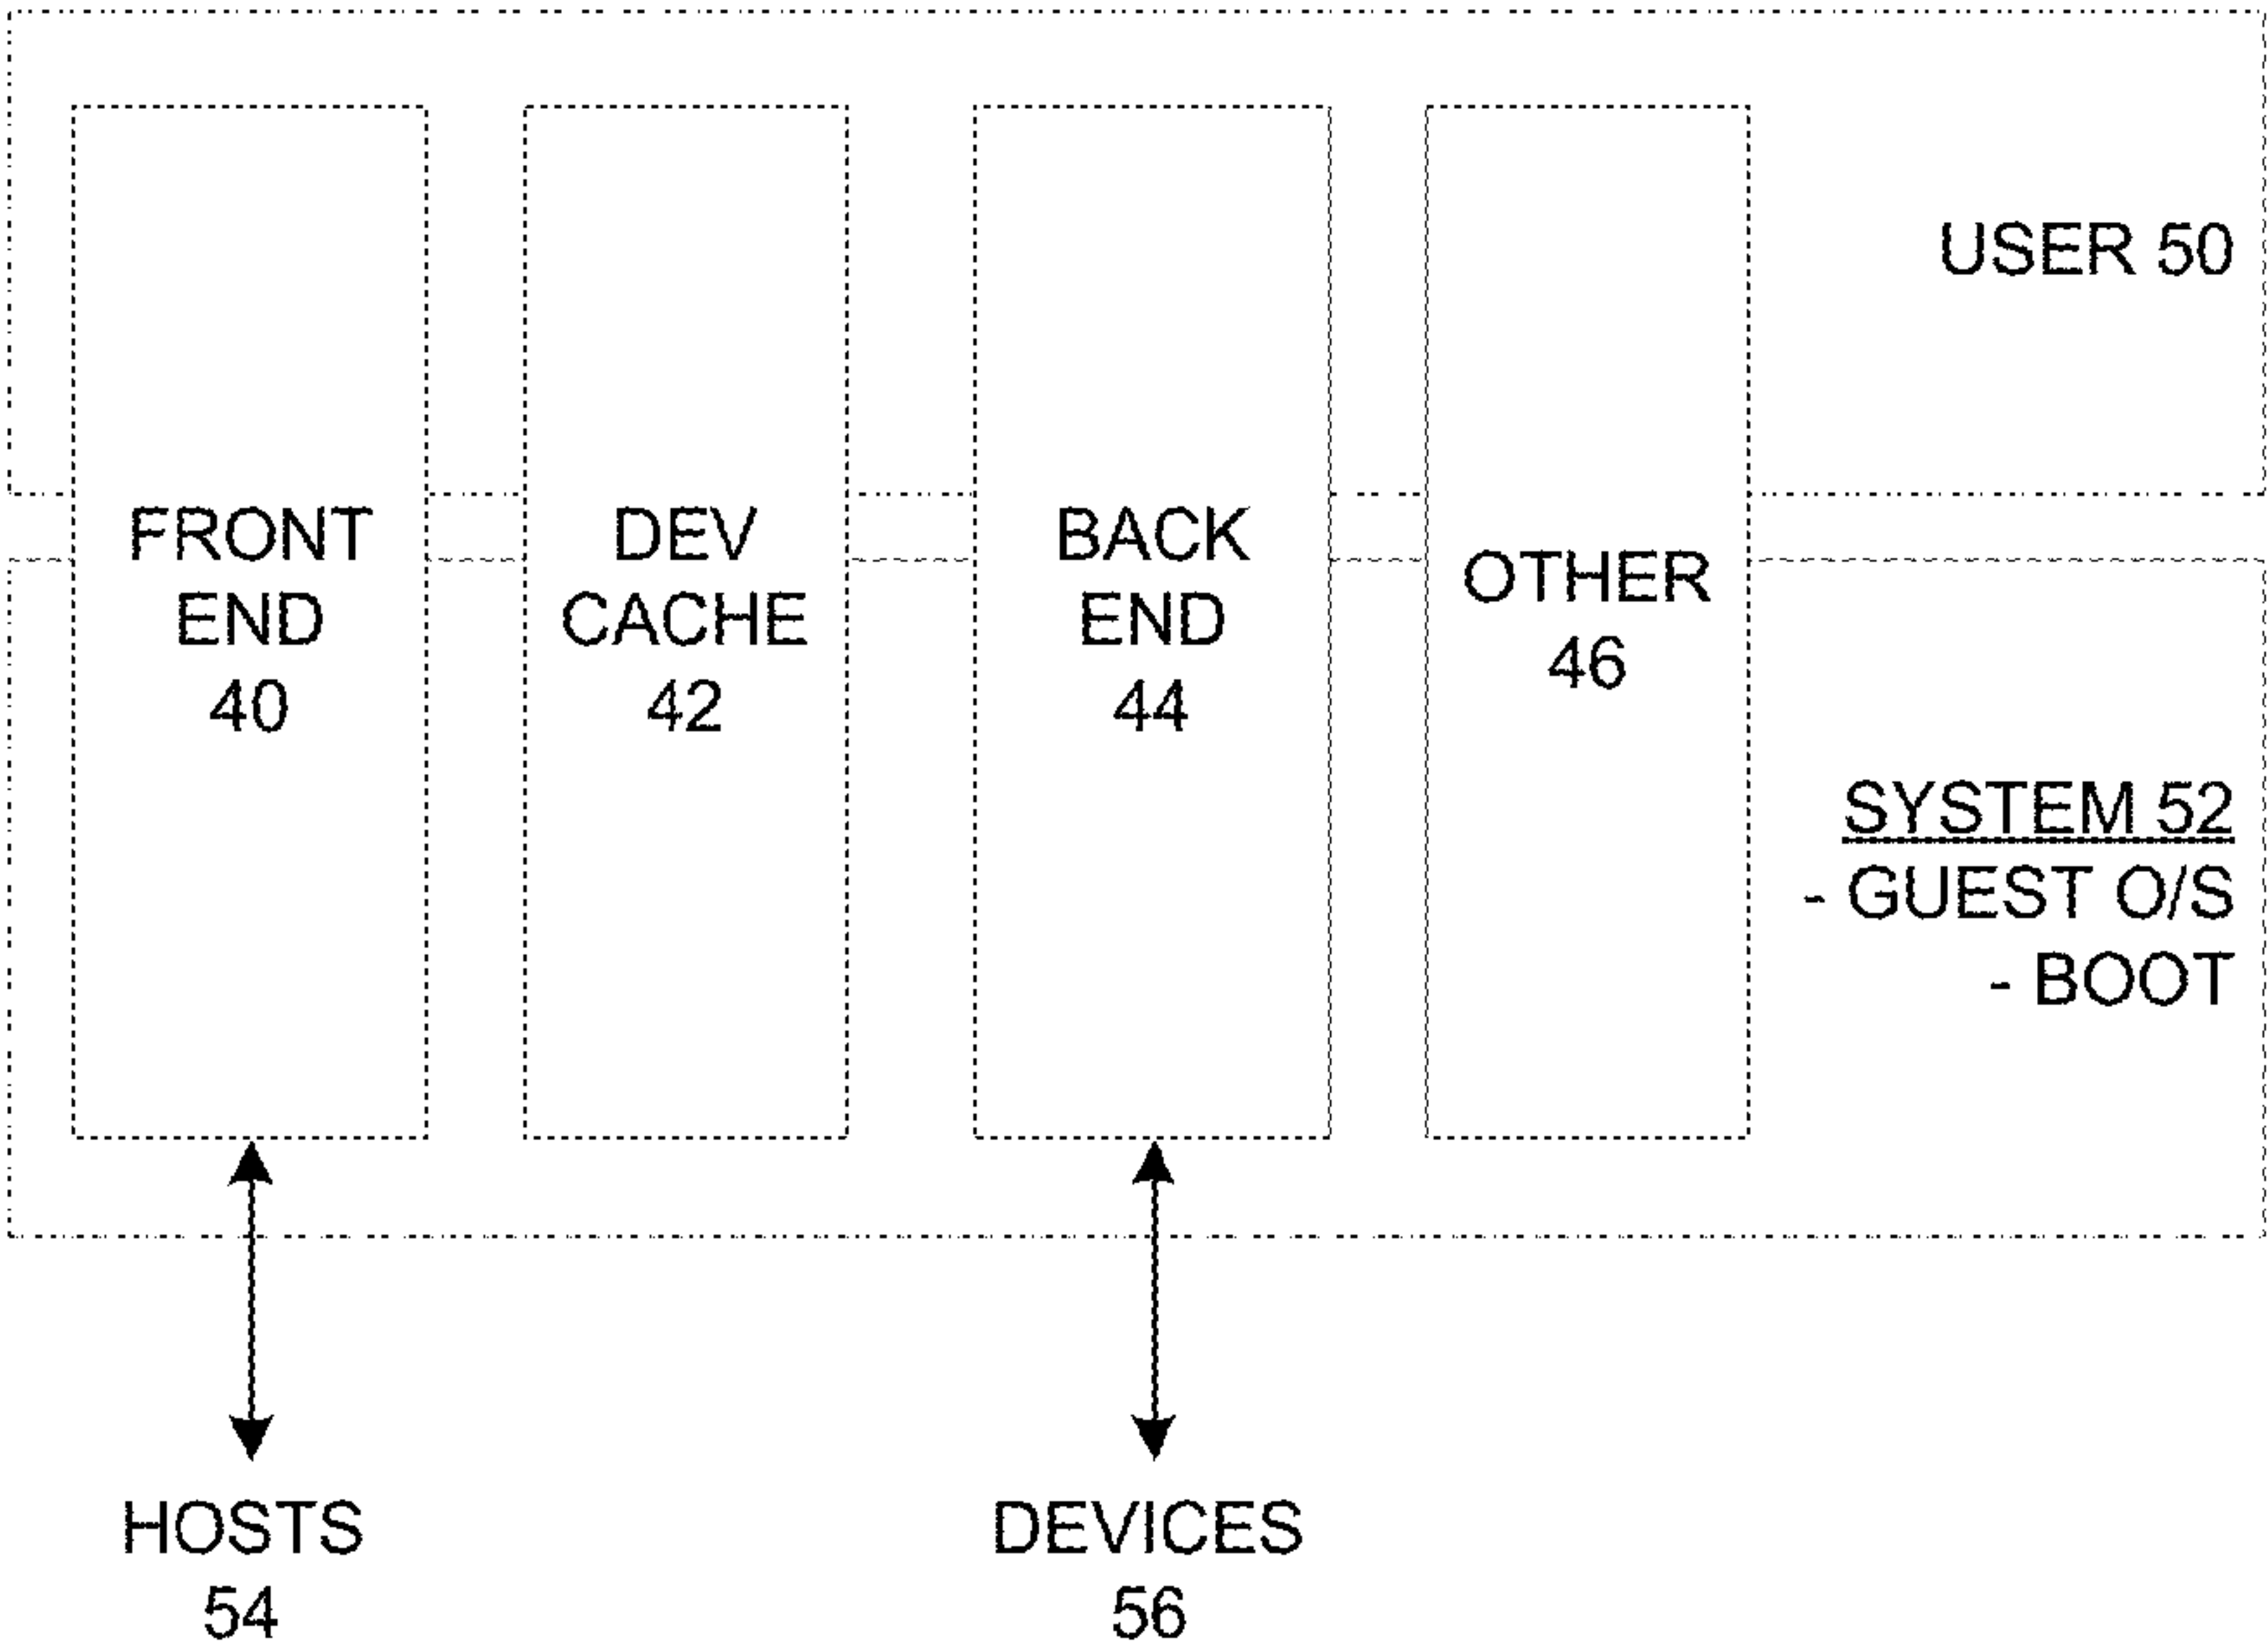 USER 50
FRONT
END
40
DEV
CACHE
42
BACK
END
44
OTHER
46
SYSTEM 52
- GUEST O/S
- BOOT
HOSTS
54
DEVICES
56